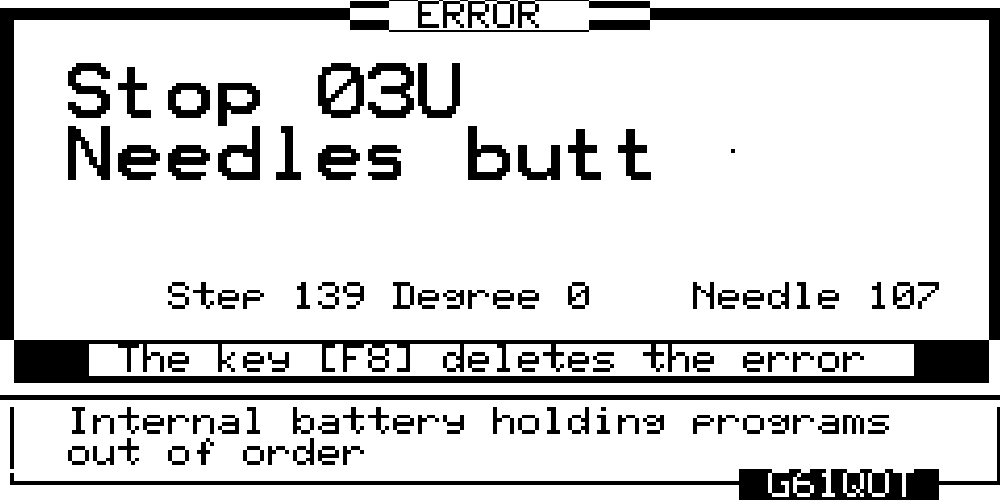 ERROR
Stop 03U
Needles butt
Step 139 Degree 0 Needle 107
The key [F8] deletes the error
Internal battery holding programs
out of order